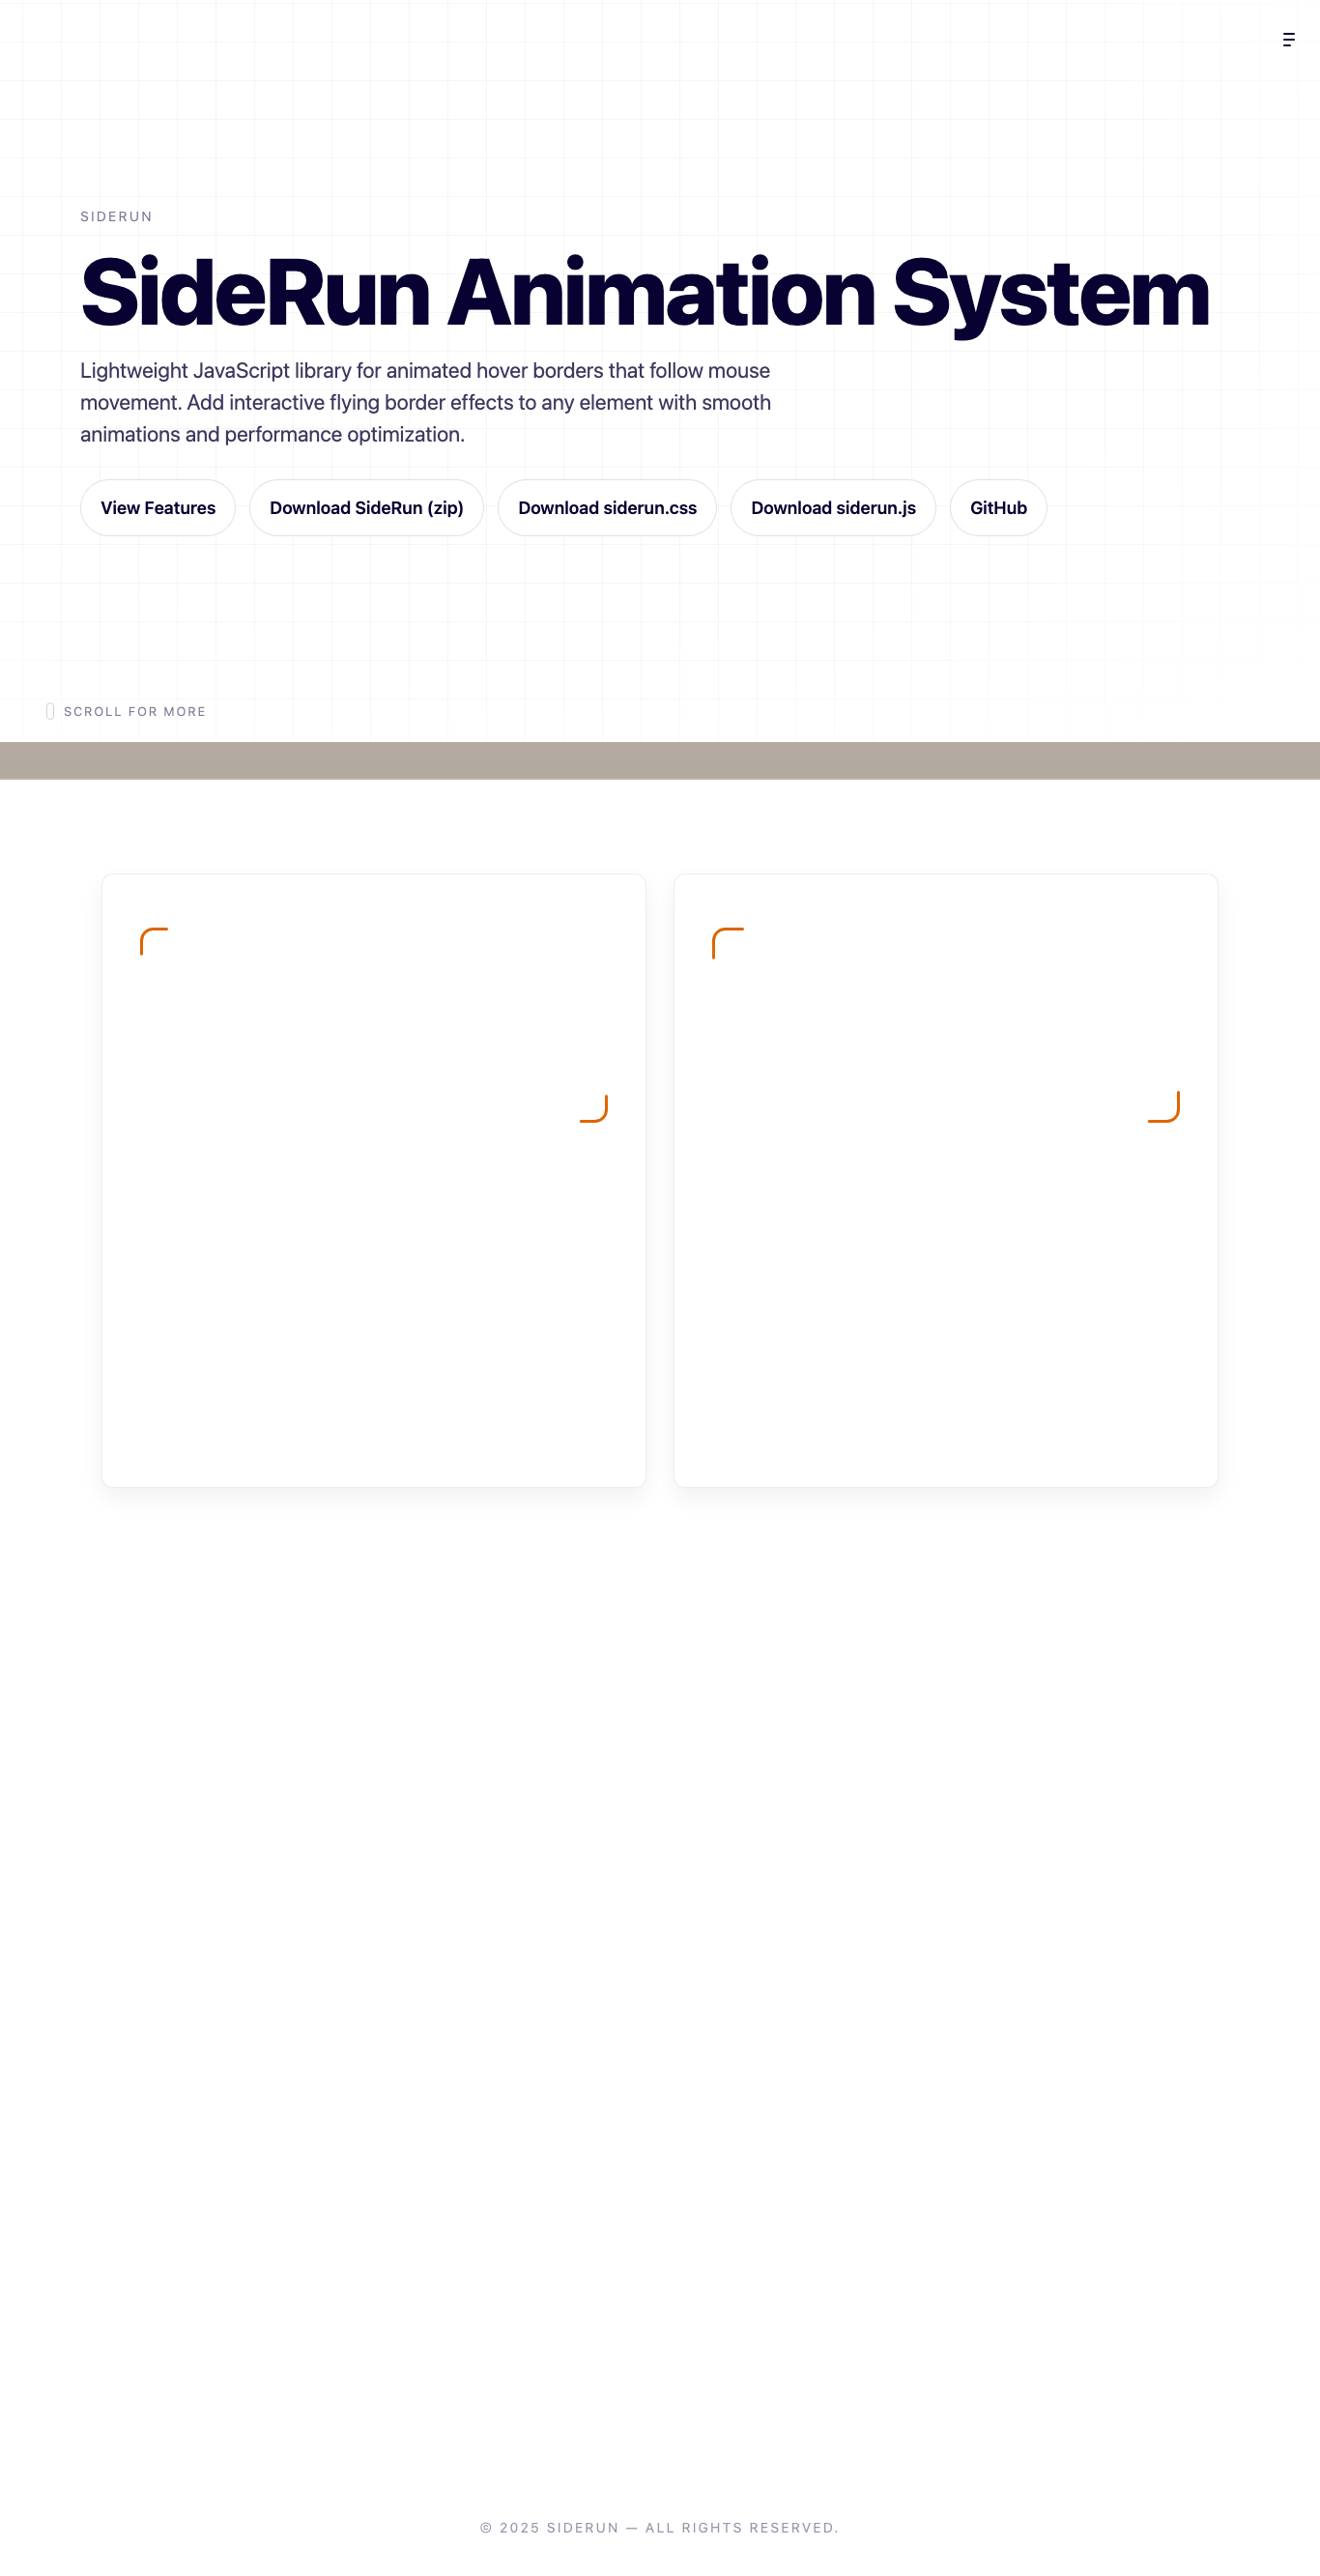 SIDERUN
SideRun Animation System
Lightweight JavaScript library for animated hover borders that follow mouse
movement. Add interactive flying border effects to any element with smooth
animations and performance optimization.
View Features
Download SideRun (zip)
Download siderun.css
Download siderun.js
GitHub
SCROLL FOR MORE
© 2025 SIDERUN — ALL RIGHTS RESERVED.